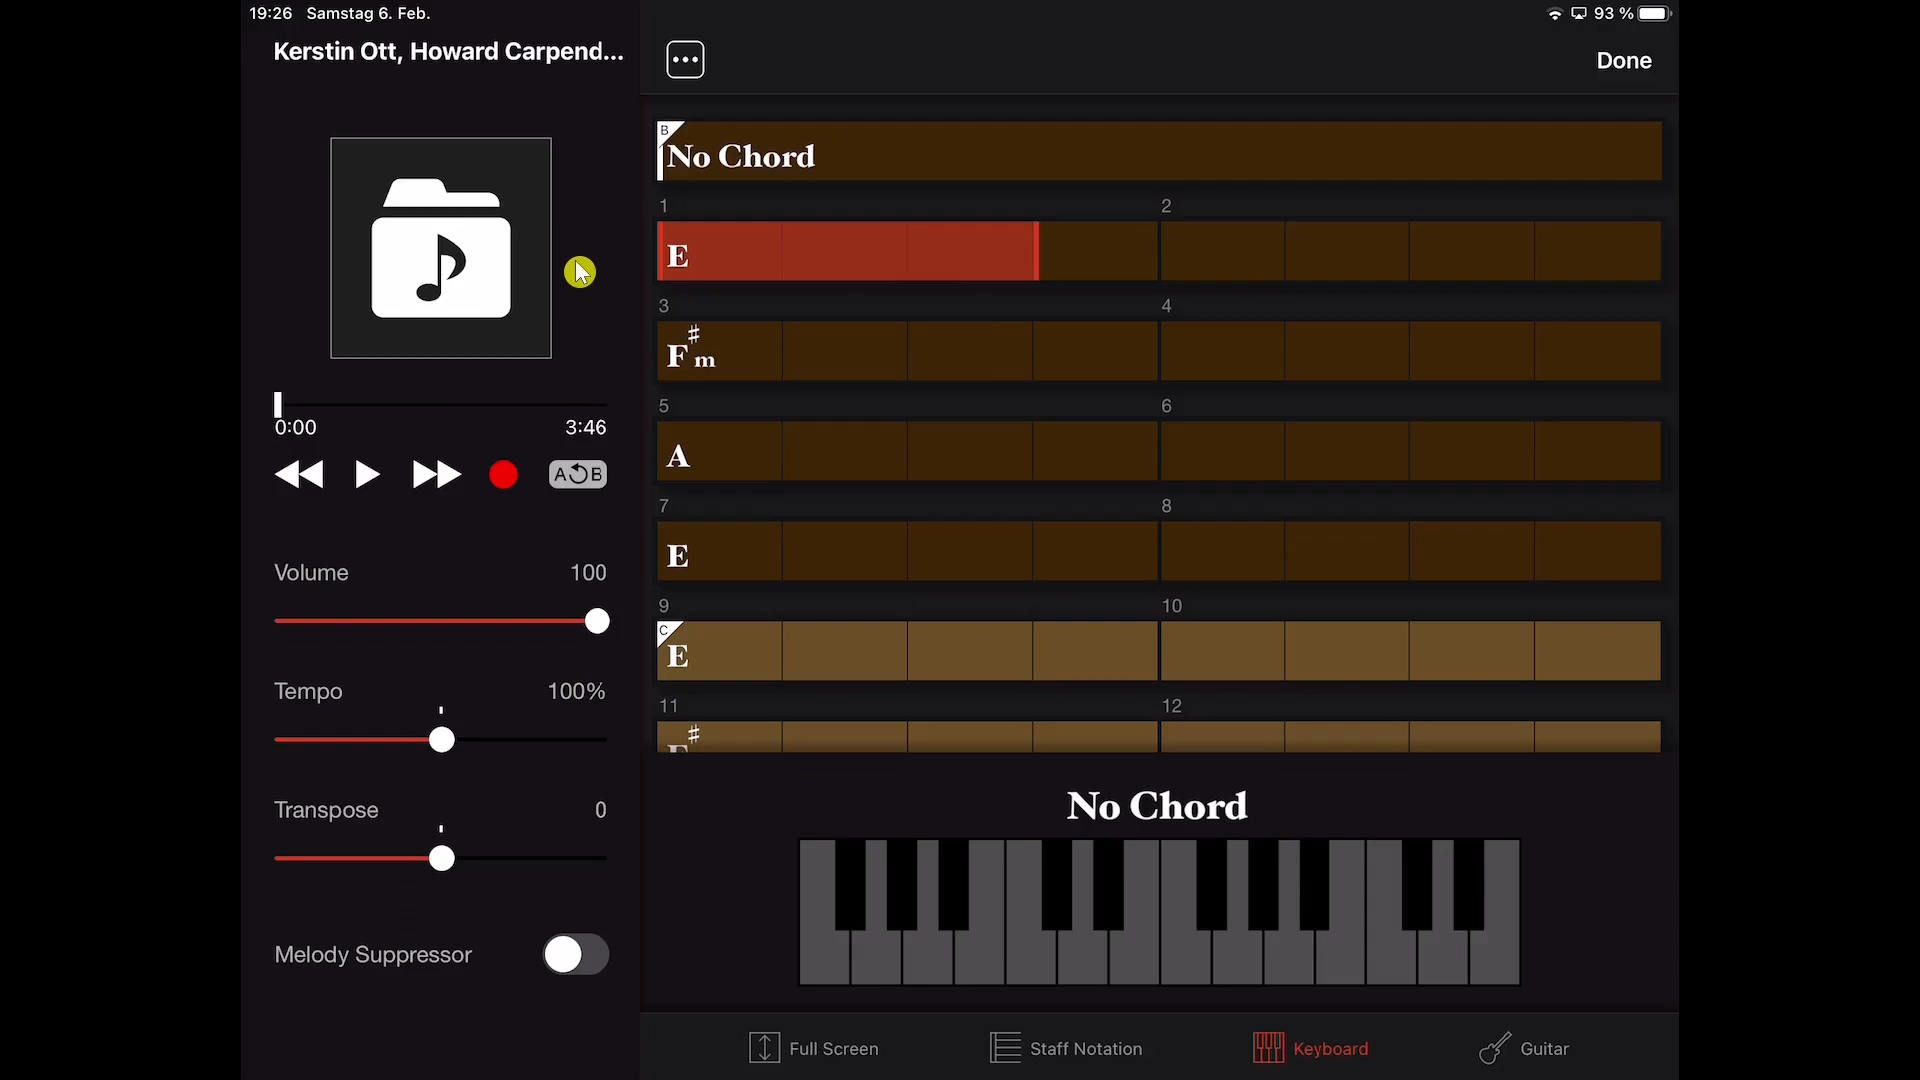 19:26 Samstag 6. Feb.
93 %
Kerstin Ott, Howard Carpend...
Done
B
No Chord
1 2
E
3 4
F♯m
5 6
A
7 8
E
9 10
C
E
11 12
F♯
0:00 3:46
A B
Volume 100
Tempo 100%
Transpose 0
Melody Suppressor
No Chord
Full Screen Staff Notation Keyboard Guitar